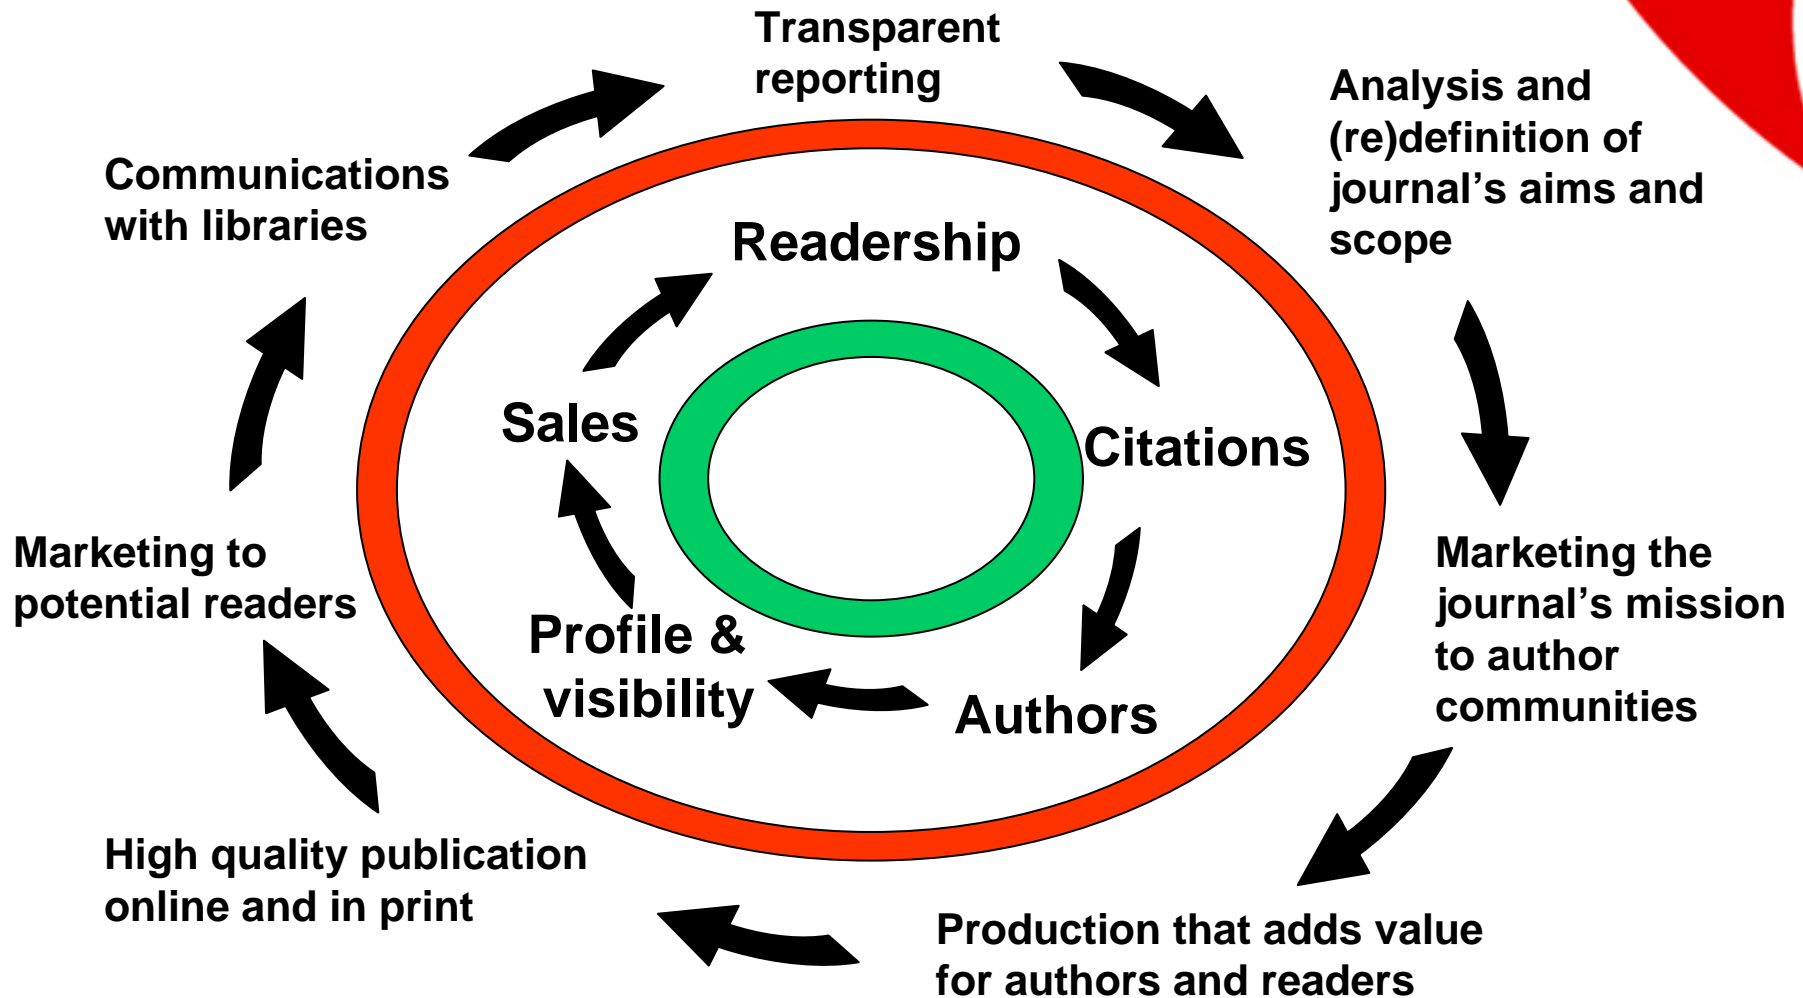 Transparent
reporting
Analysis and
(re)definition of
journal's aims and
scope
Marketing the
journal's mission
to author
communities
Production that adds value
for authors and readers
High quality publication
online and in print
Marketing to
potential readers
Communications
with libraries
Readership
Citations
Authors
Profile &
visibility
Sales